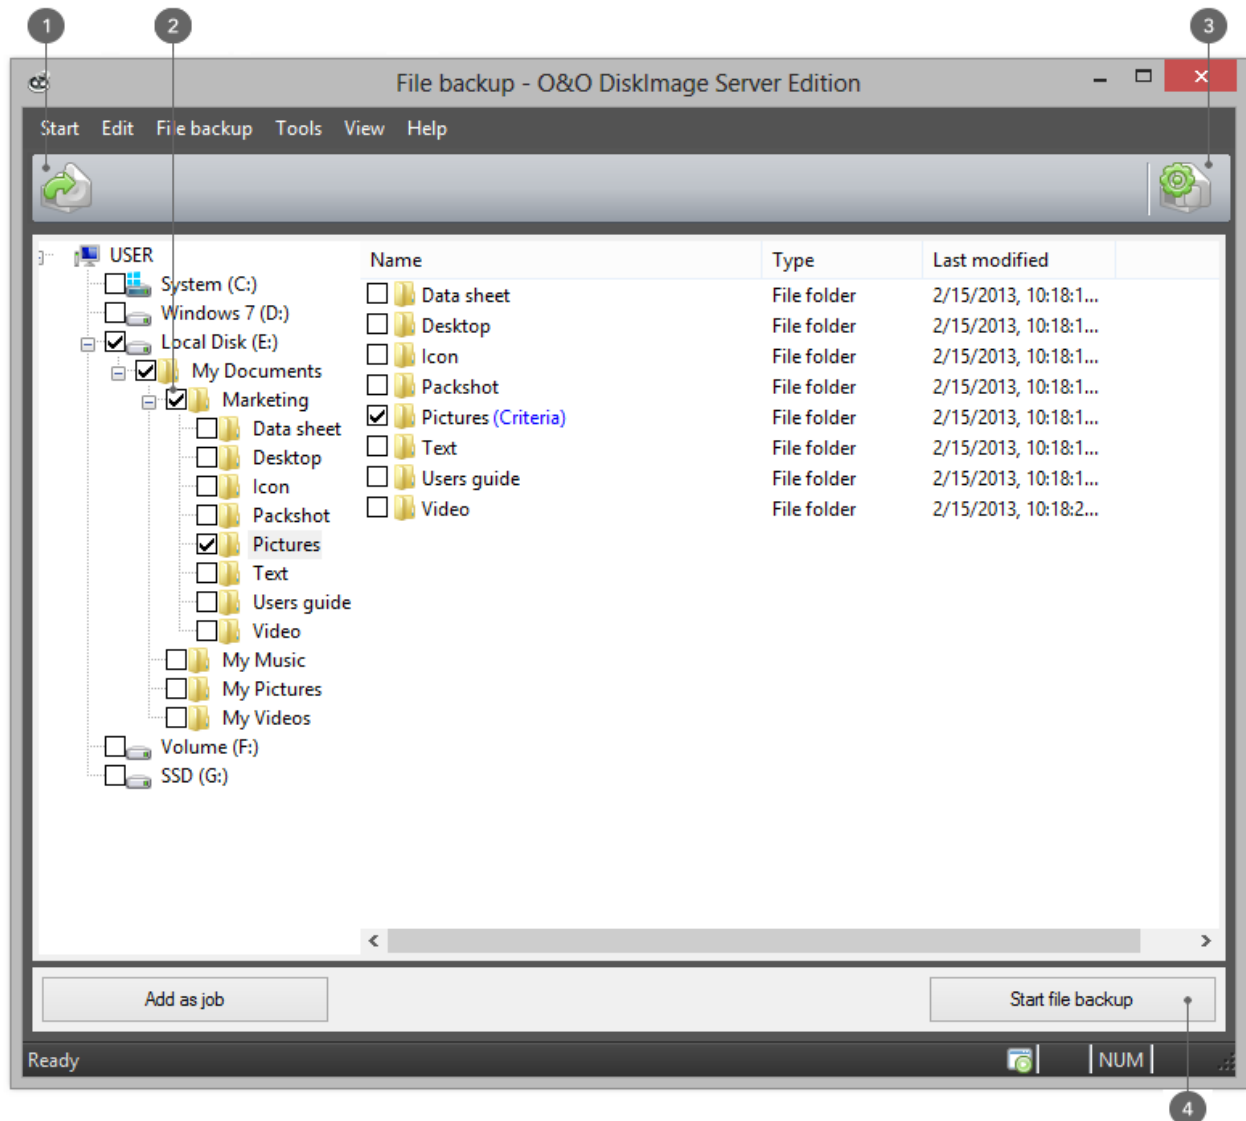 1 2 3
File backup - O&O DiskImage Server Edition
Start Edit File backup Tools View Help
USER
System (C:)
Windows 7 (D:)
Local Disk (E:)
My Documents
Marketing
Data sheet
Desktop
Icon
Packshot
Pictures
Text
Users guide
Video
My Music
My Pictures
My Videos
Volume (F:)
SSD (G:)
Name Type Last modified
Data sheet File folder 2/15/2013, 10:18:1...
Desktop File folder 2/15/2013, 10:18:1...
Icon File folder 2/15/2013, 10:18:1...
Packshot File folder 2/15/2013, 10:18:1...
Pictures (Criteria) File folder 2/15/2013, 10:18:1...
Text File folder 2/15/2013, 10:18:1...
Users guide File folder 2/15/2013, 10:18:1...
Video File folder 2/15/2013, 10:18:2...
Add as job Start file backup
Ready NUM
4